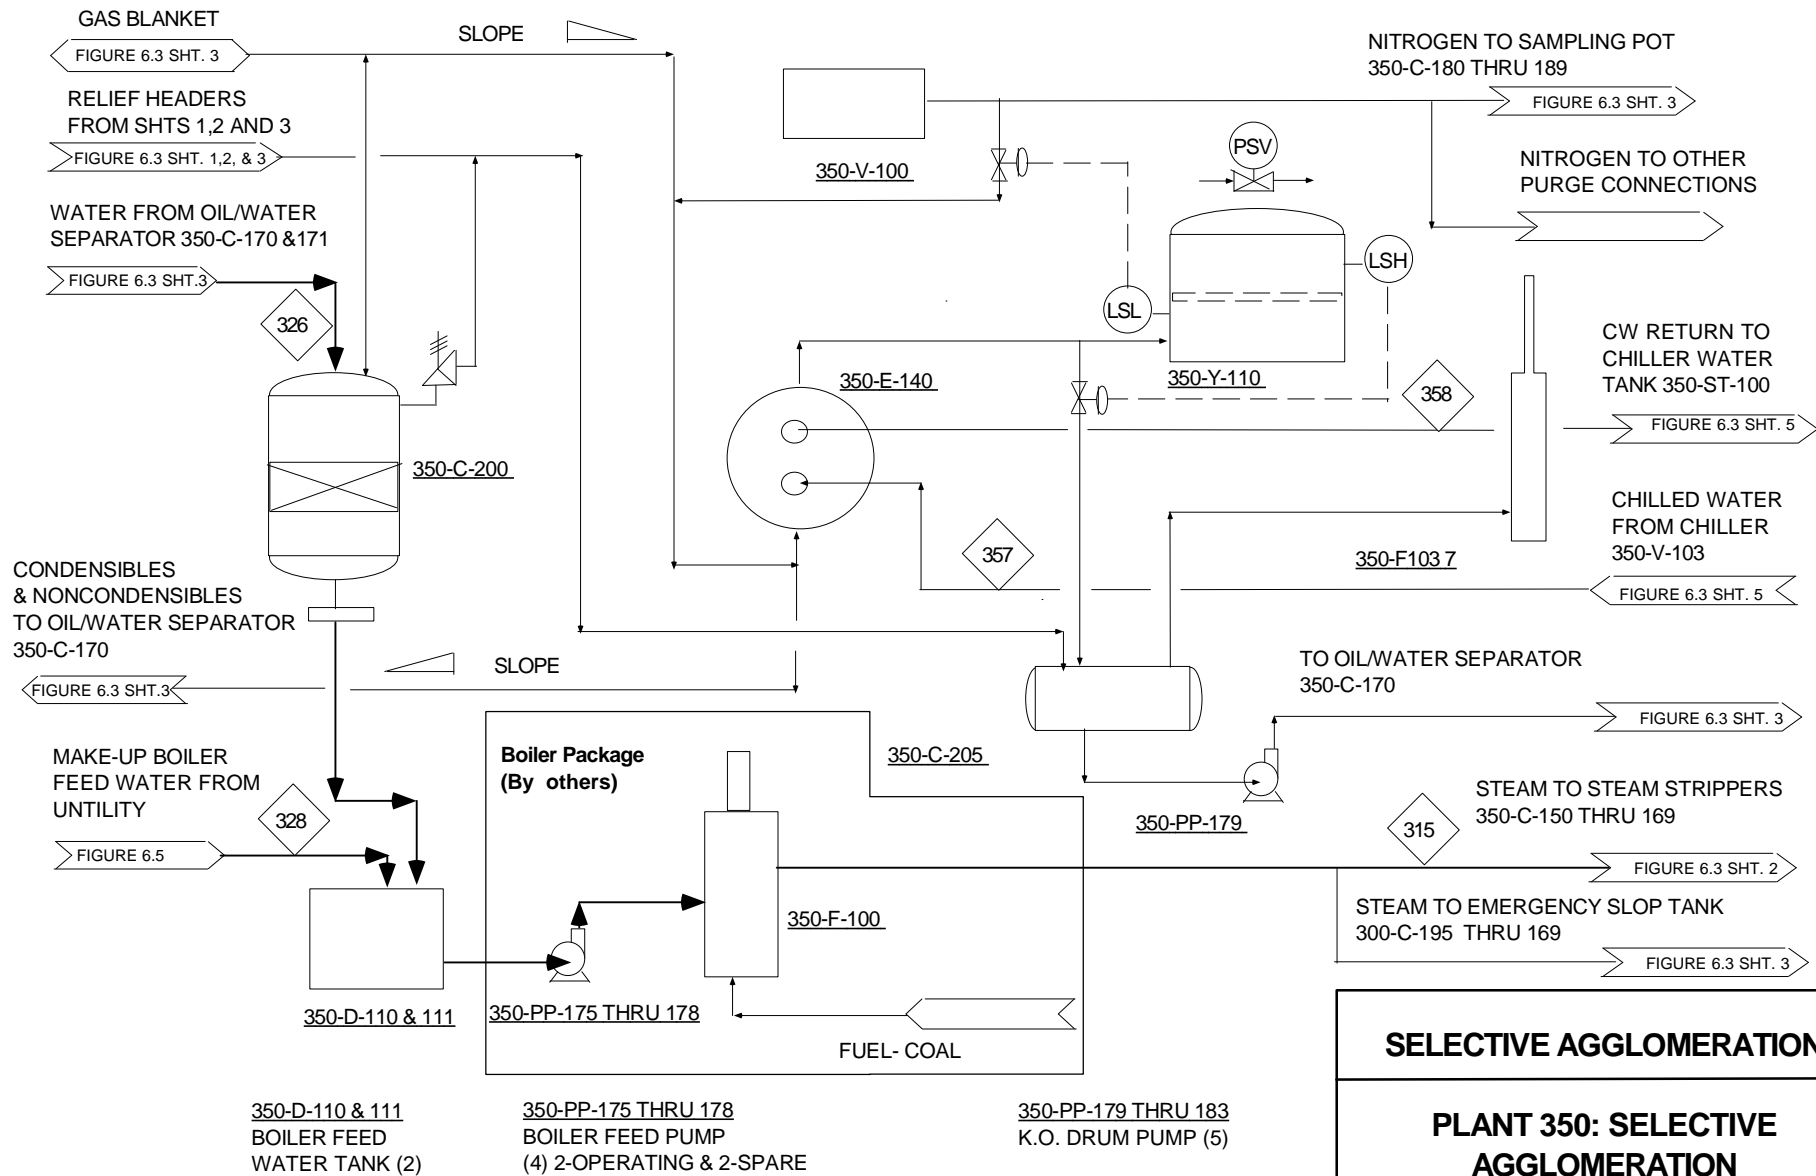 GAS BLANKET
FIGURE 6.3 SHT. 3
SLOPE
RELIEF HEADERS
FROM SHTS 1,2 AND 3
FIGURE 6.3 SHT. 1,2, & 3
WATER FROM OIL/WATER
SEPARATOR 350-C-170 &171
FIGURE 6.3 SHT.3
326
350-C-200
CONDENSIBLES
& NONCONDENSIBLES
TO OIL/WATER SEPARATOR
350-C-170
FIGURE 6.3 SHT.3
SLOPE
MAKE-UP BOILER
FEED WATER FROM
UNTILITY
328
FIGURE 6.5
350-V-100
NITROGEN TO SAMPLING POT
350-C-180 THRU 189
FIGURE 6.3 SHT. 3
PSV
NITROGEN TO OTHER
PURGE CONNECTIONS
LSH
LSL
350-E-140
350-Y-110
358
CW RETURN TO
CHILLER WATER
TANK 350-ST-100
FIGURE 6.3 SHT. 5
357
350-F103 7
CHILLED WATER
FROM CHILLER
350-V-103
FIGURE 6.3 SHT. 5
TO OIL/WATER SEPARATOR
350-C-170
FIGURE 6.3 SHT. 3
350-C-205
350-PP-179
Boiler Package
(By others)
STEAM TO STEAM STRIPPERS
350-C-150 THRU 169
315
FIGURE 6.3 SHT. 2
350-F-100
STEAM TO EMERGENCY SLOP TANK
300-C-195 THRU 169
FIGURE 6.3 SHT. 3
350-D-110 & 111
350-PP-175 THRU 178
FUEL- COAL
350-D-110 & 111
BOILER FEED
WATER TANK (2)
350-PP-175 THRU 178
BOILER FEED PUMP
(4) 2-OPERATING & 2-SPARE
350-PP-179 THRU 183
K.O. DRUM PUMP (5)
SELECTIVE AGGLOMERATION
PLANT 350: SELECTIVE
AGGLOMERATION